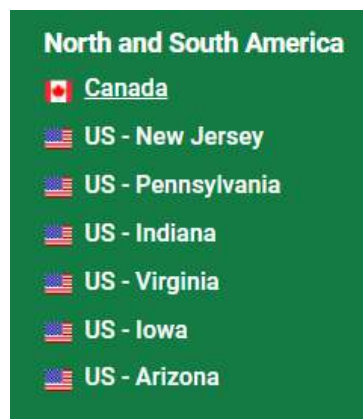 North and South America
Canada
US - New Jersey
US - Pennsylvania
US - Indiana
US - Virginia
US - Iowa
US - Arizona